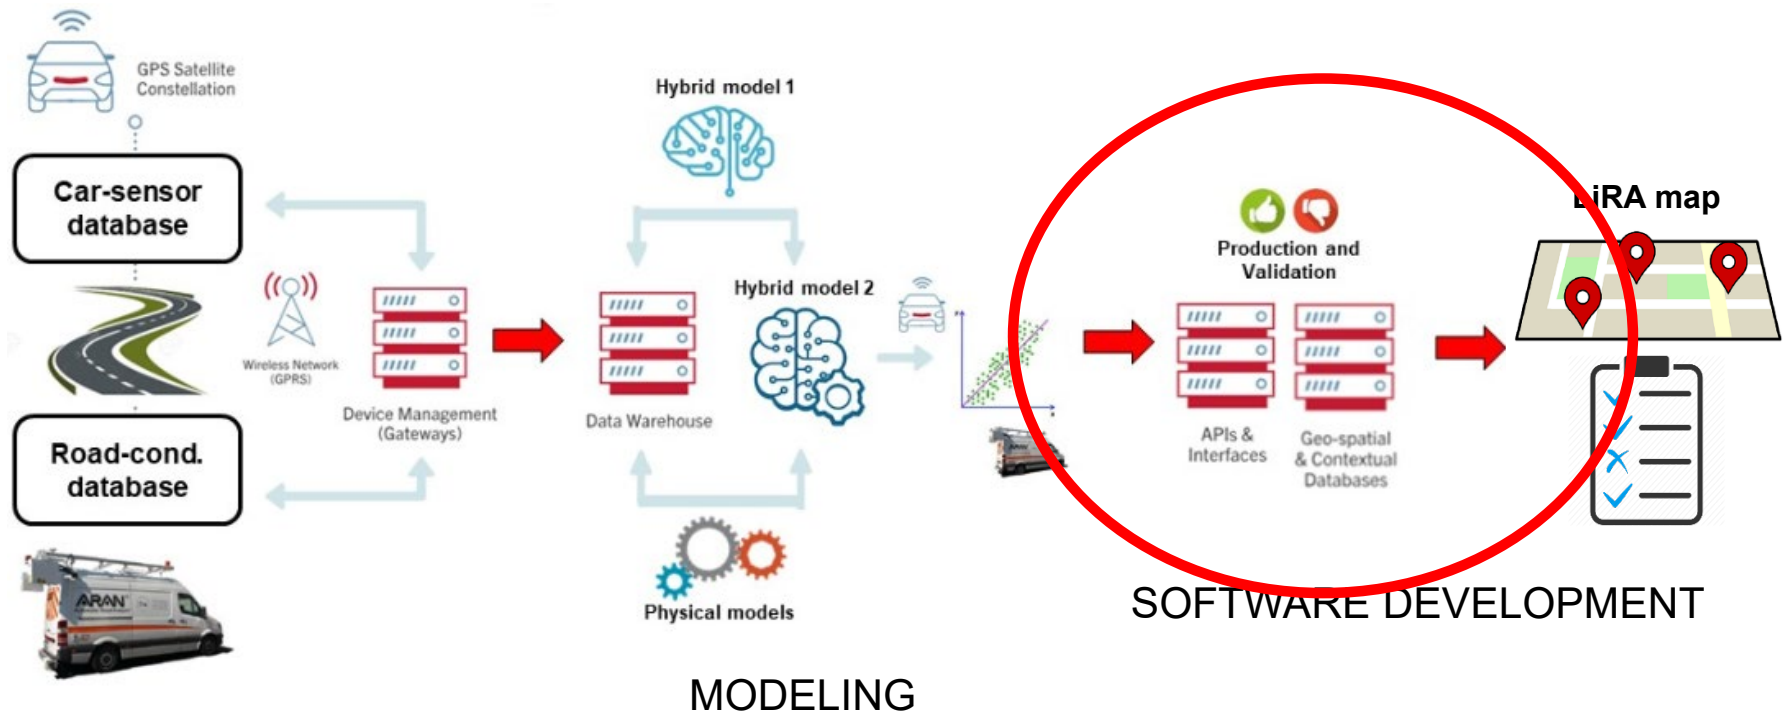 GPS Satellite
Constellation
Car-sensor
database
Wireless Network
(GPRS)
Road-cond.
database
ARAN
Device Management
(Gateways)
Hybrid model 1
Hybrid model 2
Data Warehouse
Physical models
MODELING
Production and
Validation
APIs &
Interfaces
Geo-spatial
& Contextual
Databases
LiRA map
SOFTWARE DEVELOPMENT